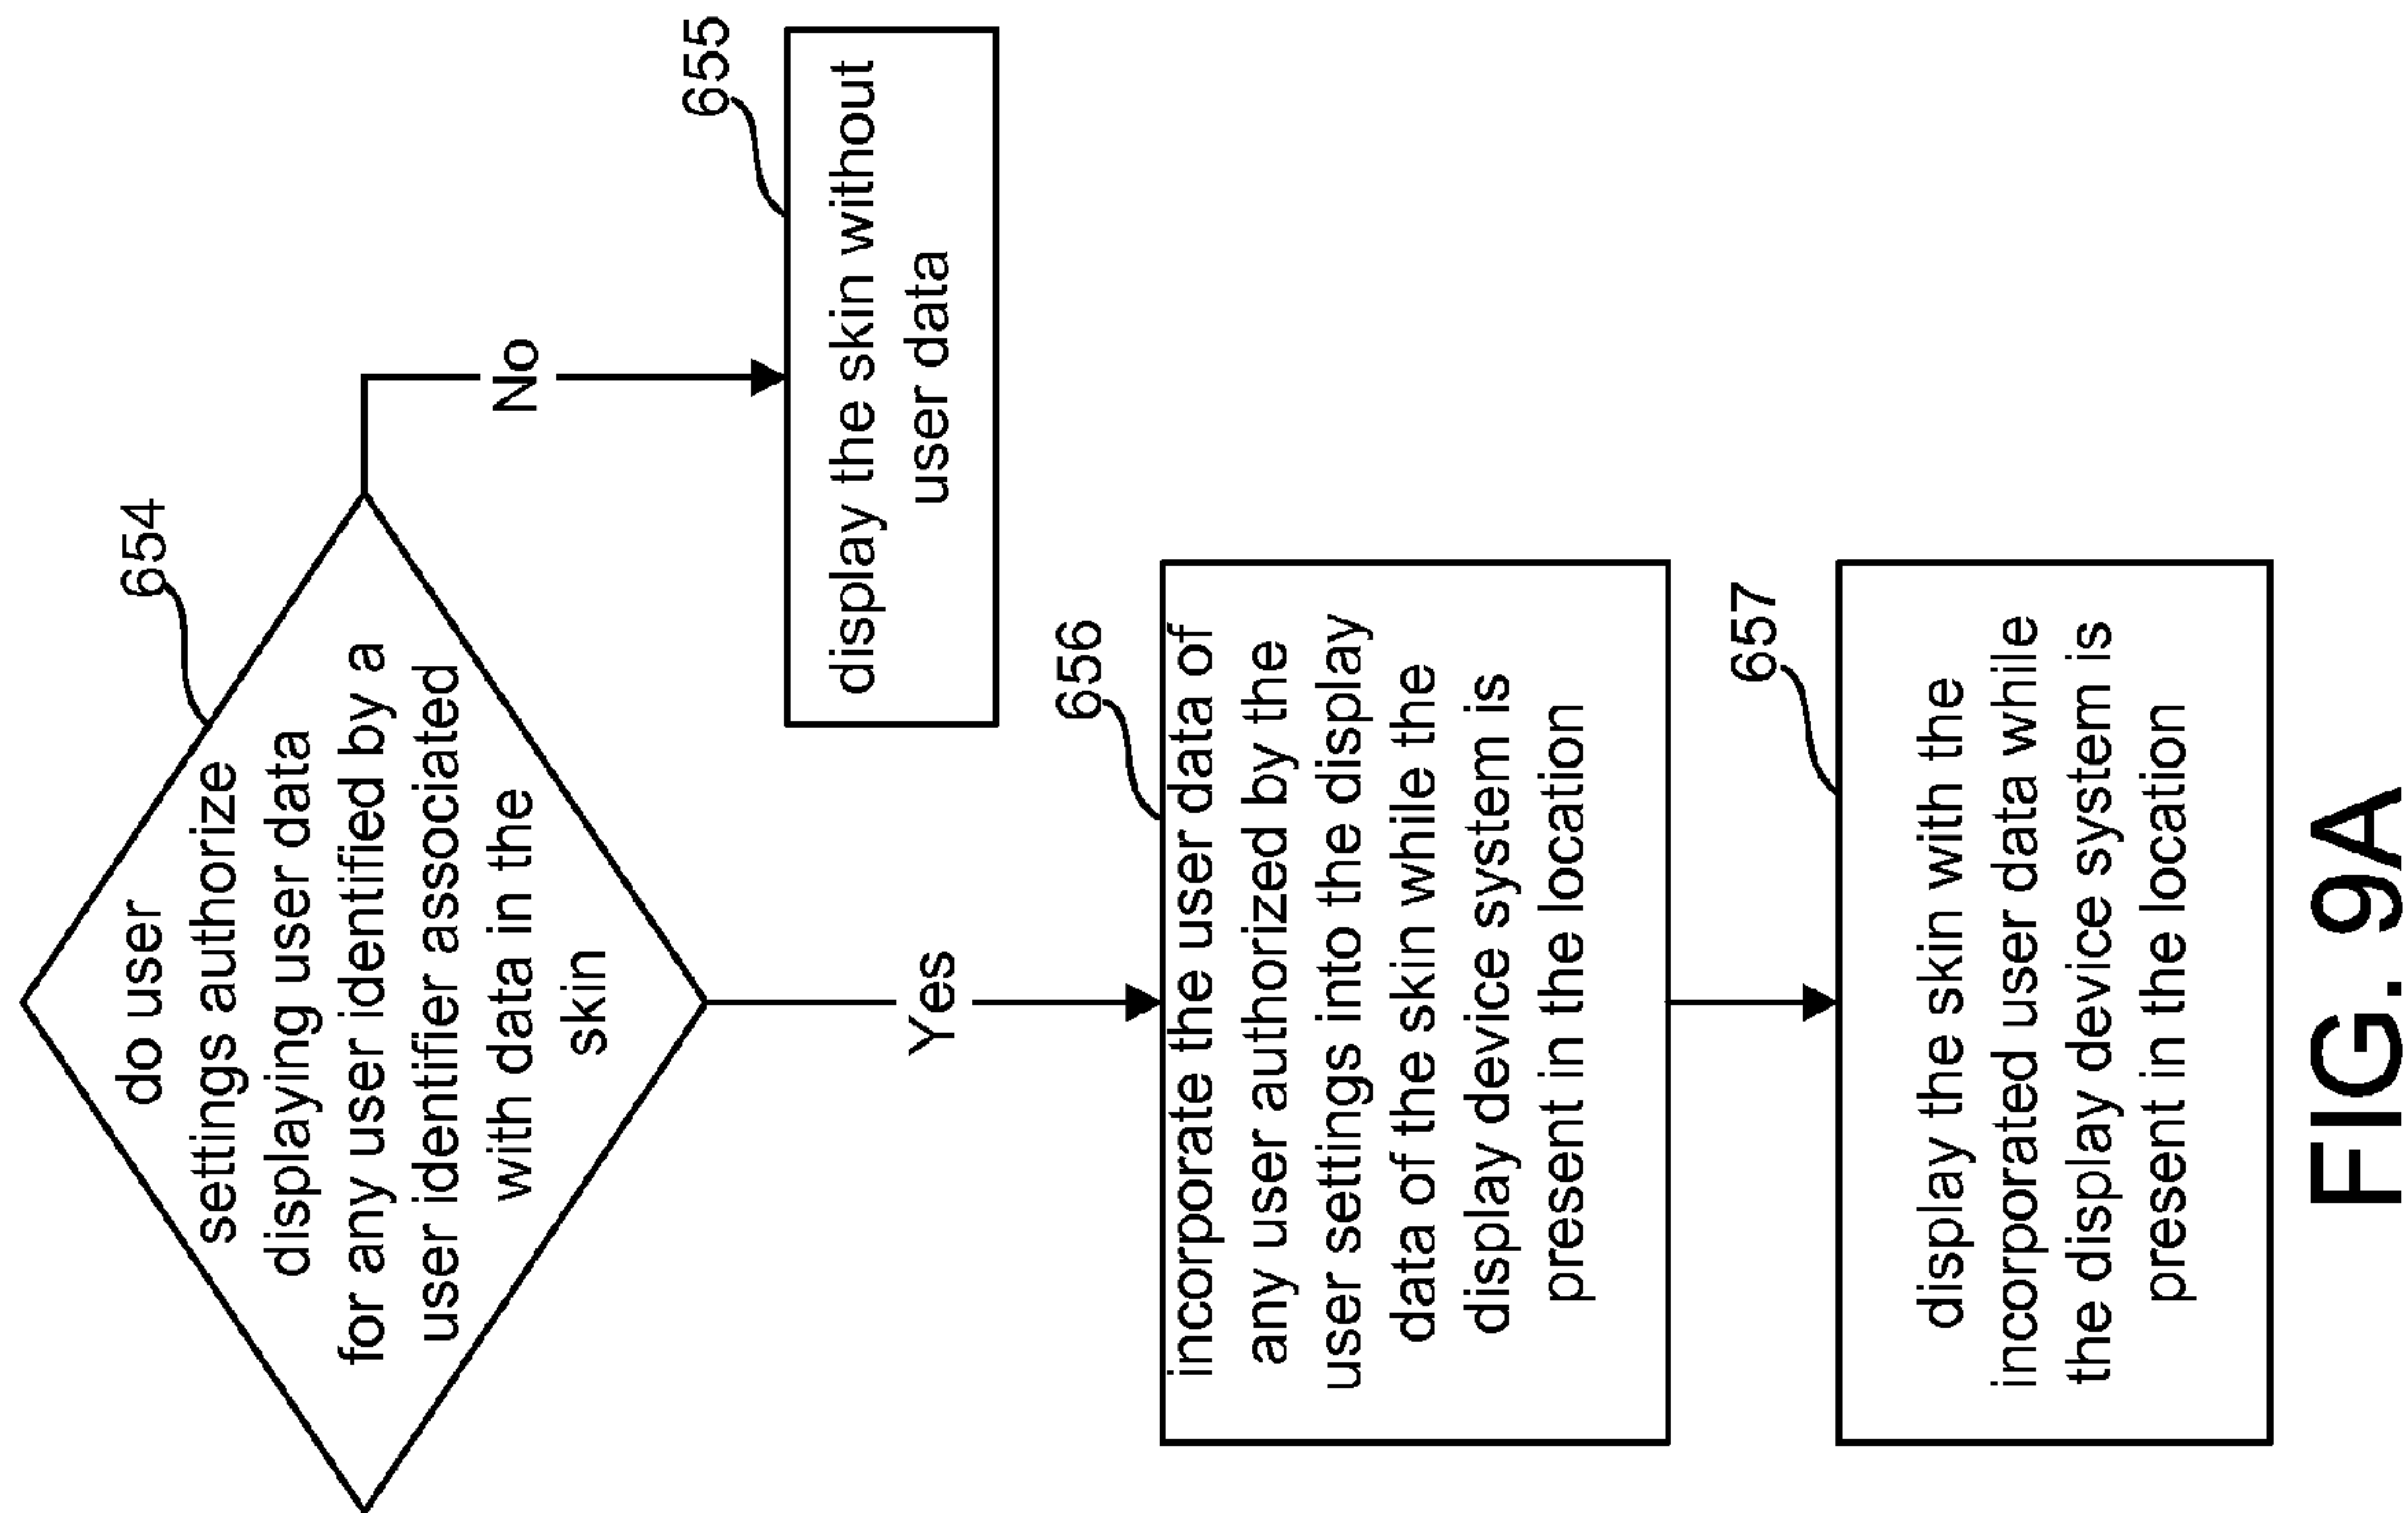 654
do user
settings authorize
displaying user data
for any user identified by a
user identifier associated
with data in the
skin
No
655
display the skin without
user data
Yes
656
incorporate the user data of
any user authorized by the
user settings into the display
data of the skin while the
display device system is
present in the location
657
display the skin with the
incorporated user data while
the display device system is
present in the location
FIG. 9A